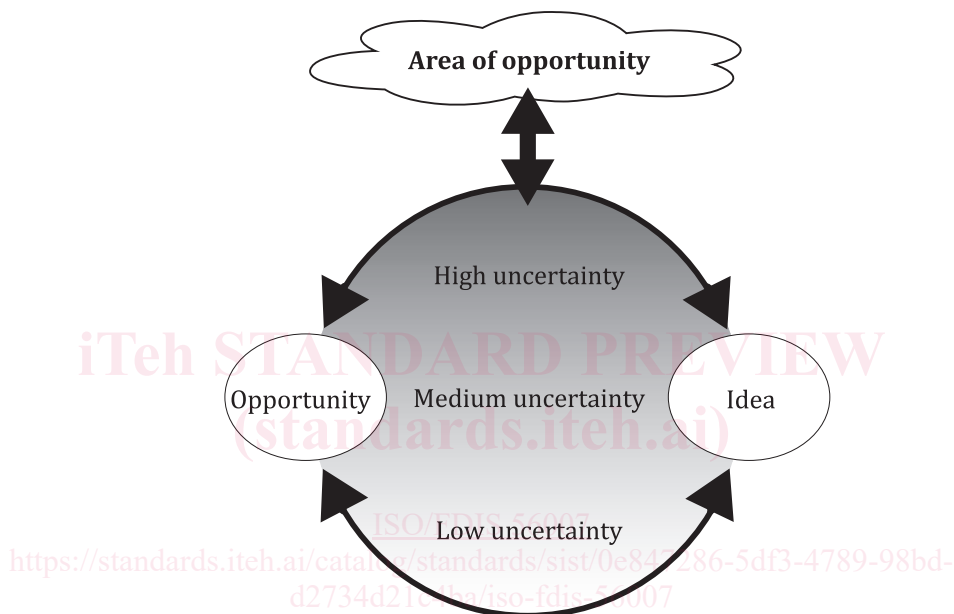 Area of opportunity
High uncertainty
iTeh STANDARD PREVIEW
Opportunity Medium uncertainty Idea
(standards.iteh.ai)
ISO/FDIS 56007
Low uncertainty
https://standards.iteh.ai/catalog/standards/sist/0e847286-5df3-4789-98bd-
d2734d21c4ba/iso-fdis-56007